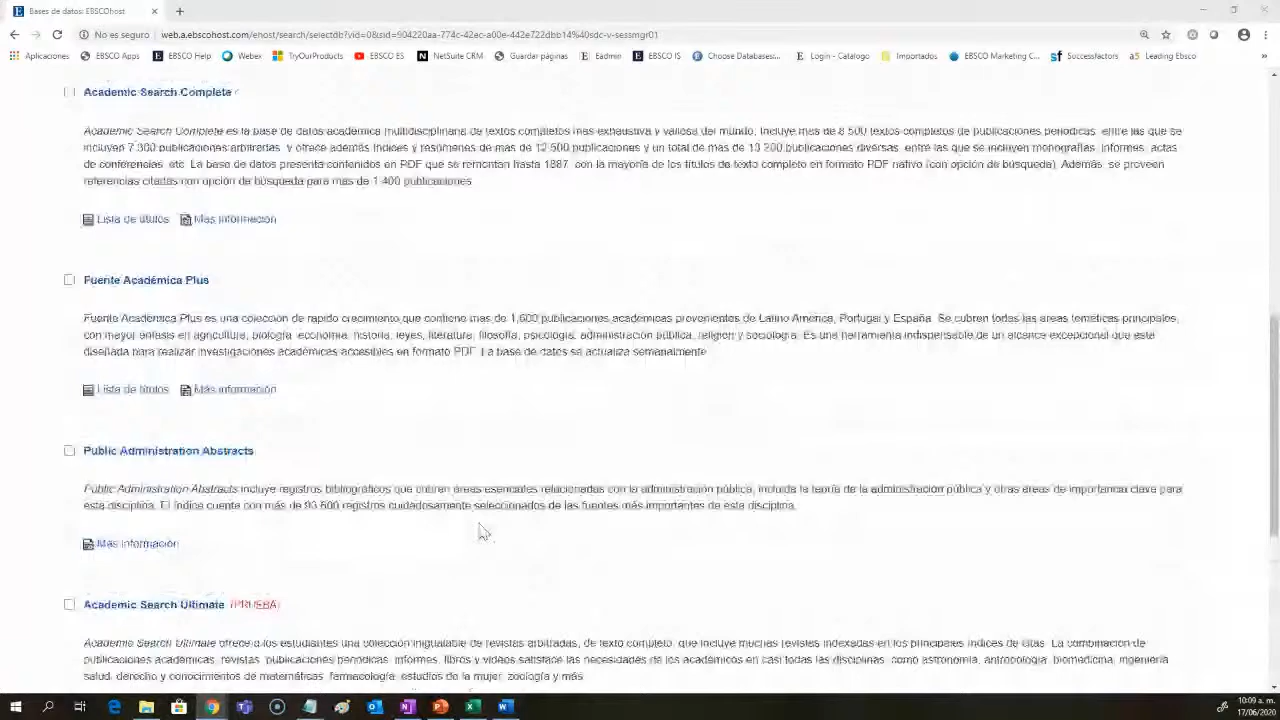 Bases de datos: EBSCOhost
No es seguro | web.a.ebscohost.com/ehost/search/selectdb?vid=0&sid=904220aa-774c-42ec-a00e-442e722dbb14%40sdc-v-sessmgr01
Aplicaciones EBSCO Apps EBSCO Help Webex TryOurProducts EBSCO ES NetSuite CRM Guardar páginas Eadmin EBSCO IS Choose Databases:... Login - Catálogo Importados EBSCO Marketing C... Successfactors Leading Ebsco »
Academic Search Complete
Academic Search Complete es la base de datos académica multidisciplinaria de textos completos más exhaustiva y valiosa del mundo, Incluye más de 8 500 textos completos de publicaciones periódicas, entre las que se
incluyen 7 300 publicaciones arbitradas, y ofrece además índices y resúmenes de más de 12 500 publicaciones y un total de más de 13 200 publicaciones diversas, entre las que se incluyen monografías, informes, actas
de conferencias, etc. La base de datos presenta contenidos en PDF que se remontan hasta 1887, con la mayoría de los títulos de texto completo en formato PDF nativo (con opción de búsqueda). Además, se proveen
referencias citadas con opción de búsqueda para más de 1 400 publicaciones
Lista de títulos Más información
Fuente Académica Plus
Fuente Académica Plus es una colección de rápido crecimiento que contiene más de 1,600 publicaciones académicas provenientes de Latino América, Portugal y España. Se cubren todas las áreas temáticas principales,
con mayor énfasis en agricultura, biología, economía, historia, leyes, literatura, filosofía, psicología, administración pública, religión y sociología. Es una herramienta indispensable de un alcance excepcional que está
diseñada para realizar investigaciones académicas accesibles en formato PDF. La base de datos se actualiza semanalmente
Lista de títulos Más información
Public Administration Abstracts
Public Administration Abstracts incluye registros bibliográficos que cubren áreas esenciales relacionadas con la administración pública, incluida la teoría de la administración pública y otras áreas de importancia clave para
esta disciplina. El índice cuenta con más de 93 600 registros cuidadosamente seleccionados de las fuentes más importantes de esta disciplina.
Más información
Academic Search Ultimate (PRUEBA)
Academic Search Ultimate ofrece a los estudiantes una colección inigualable de revistas arbitradas, de texto completo, que incluye muchas revistas indexadas en los principales índices de citas. La combinación de
publicaciones académicas, revistas, publicaciones periódicas, informes, libros y videos satisface las necesidades de los académicos en casi todas las disciplinas, como astronomía, antropología, biomedicina, ingeniería
salud, derecho y conocimientos de matemáticas, farmacología, estudios de la mujer, zoología y más
10:09 a. m.
17/06/2020